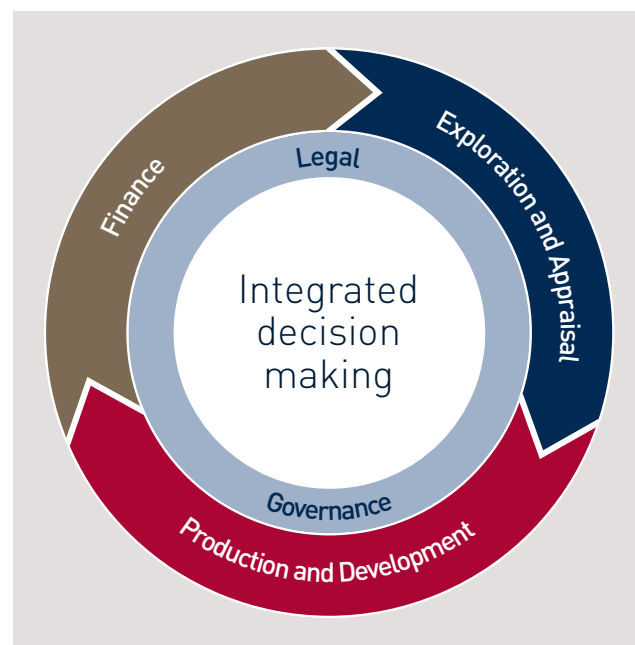 Finance
Exploration and Appraisal
Legal
Integrated
decision
making
Governance
Production and Development